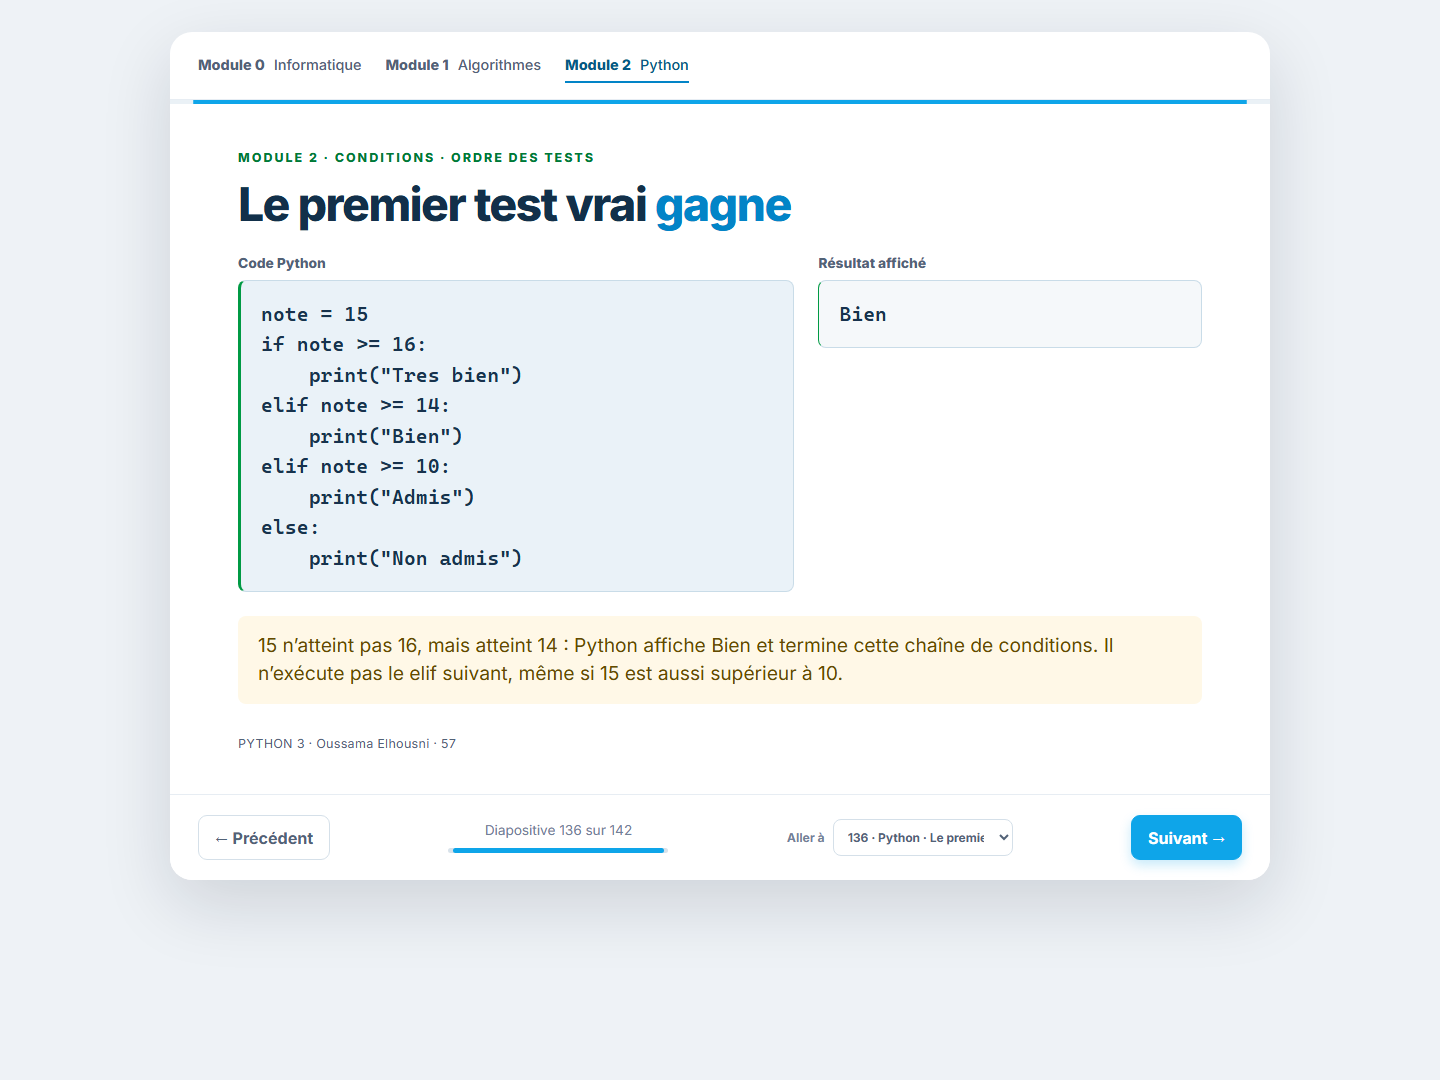 Module 0 Informatique Module 1 Algorithmes Module 2 Python
MODULE 2 · CONDITIONS · ORDRE DES TESTS
Le premier test vrai gagne
Code Python
note = 15
if note >= 16:
    print("Tres bien")
elif note >= 14:
    print("Bien")
elif note >= 10:
    print("Admis")
else:
    print("Non admis")
Résultat affiché
Bien
15 n’atteint pas 16, mais atteint 14 : Python affiche Bien et termine cette chaîne de conditions. Il
n’exécute pas le elif suivant, même si 15 est aussi supérieur à 10.
PYTHON 3 · Oussama Elhousni · 57
← Précédent
Diapositive 136 sur 142
Aller à
136 · Python · Le premie
Suivant →